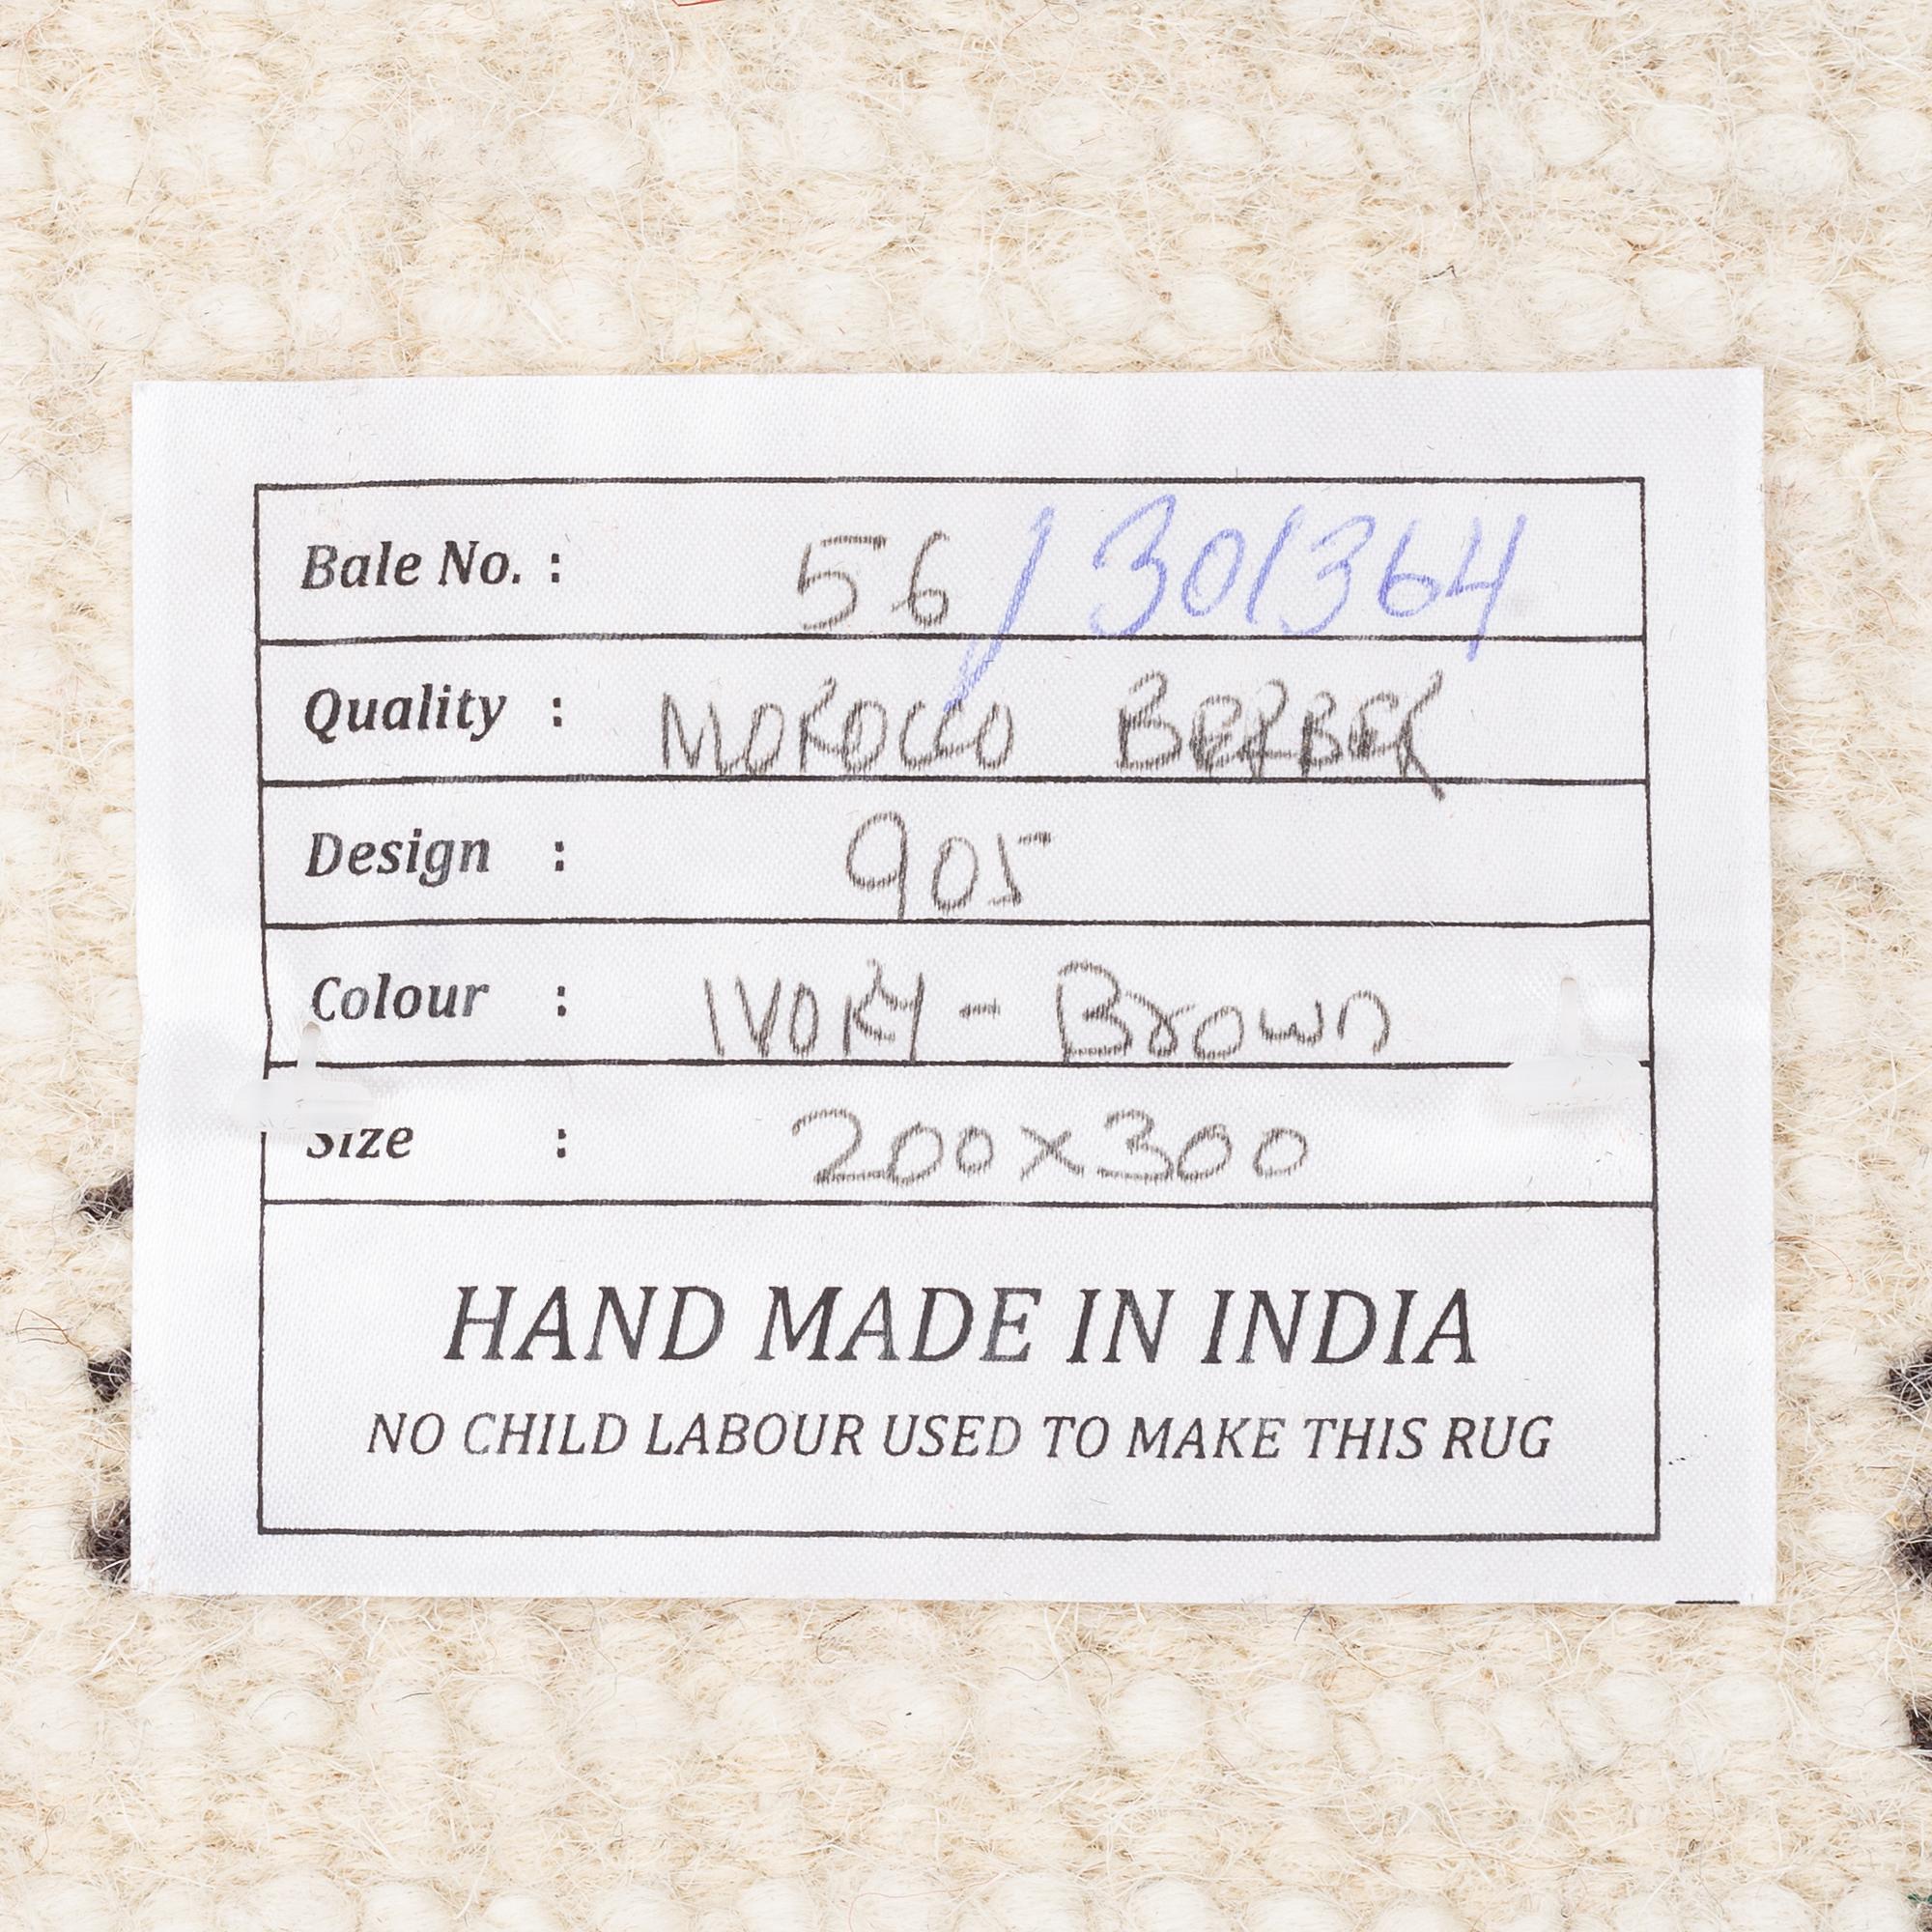 Bale No. : 56 / 301364
Quality : MOROCCO BERBER
Design : 905
Colour : IVORY - Brown
Size : 200x300
HAND MADE IN INDIA
NO CHILD LABOUR USED TO MAKE THIS RUG